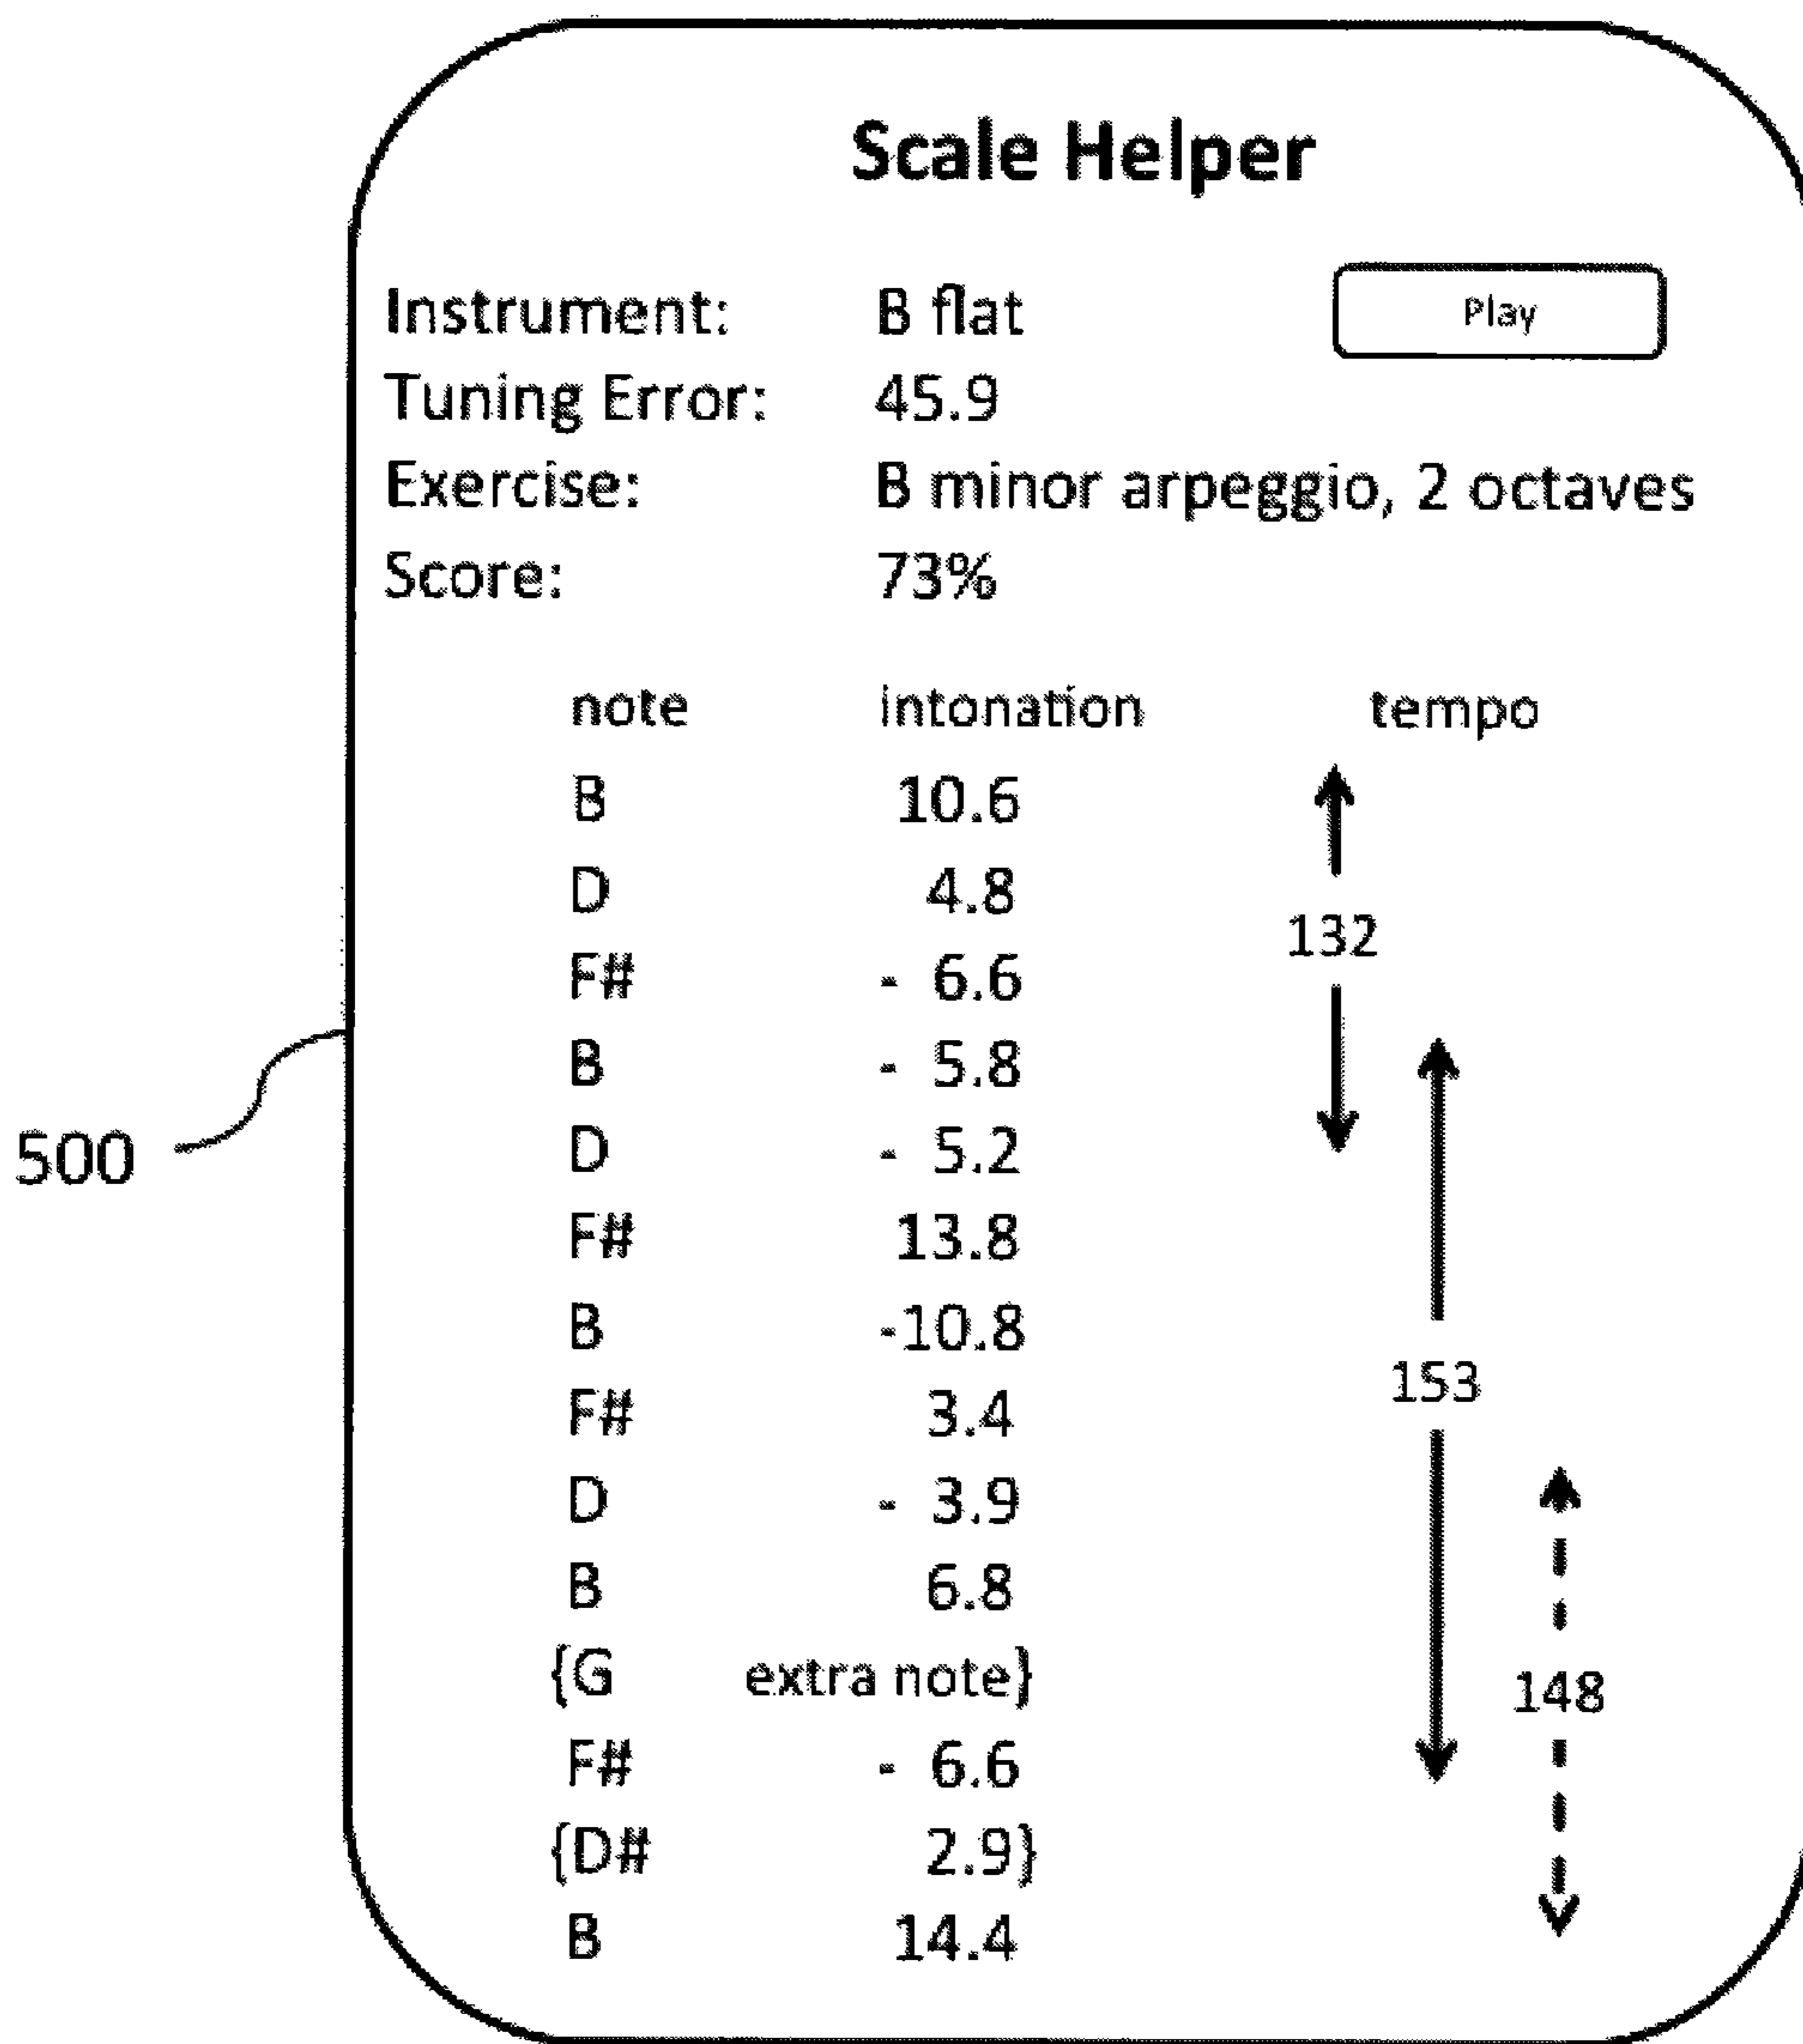 Scale Helper
Instrument: B flat Play
Tuning Error: 45.9
Exercise: B minor arpeggio, 2 octaves
Score: 73%
note intonation tempo
B 10.6
D 4.8
132
F# - 6.6
B - 5.8
D - 5.2
500
F# 13.8
B -10.8
153
F# 3.4
D - 3.9
B 6.8
{G extra note}
148
F# - 6.6
{D# 2.9}
B 14.4